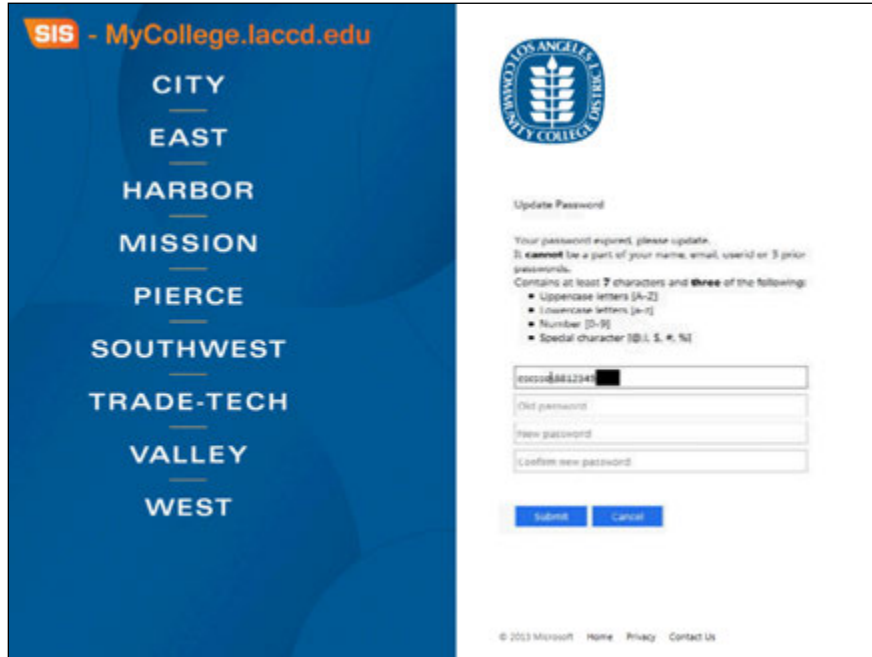 SIS - MyCollege.laccd.edu
CITY
EAST
HARBOR
MISSION
PIERCE
SOUTHWEST
TRADE-TECH
VALLEY
WEST
LOS ANGELES
COMMUNITY COLLEGE DISTRICT
Update Password
Your password expired, please update.
It cannot be a part of your name, email, userid or 3 prior
passwords.
Contains at least 7 characters and three of the following:
• Uppercase letters [A-Z]
• Lowercase letters [a-z]
• Number [0-9]
• Special character
Old password
New password
Confirm new password
Submit Cancel
© 2013 Microsoft Home Privacy Contact Us